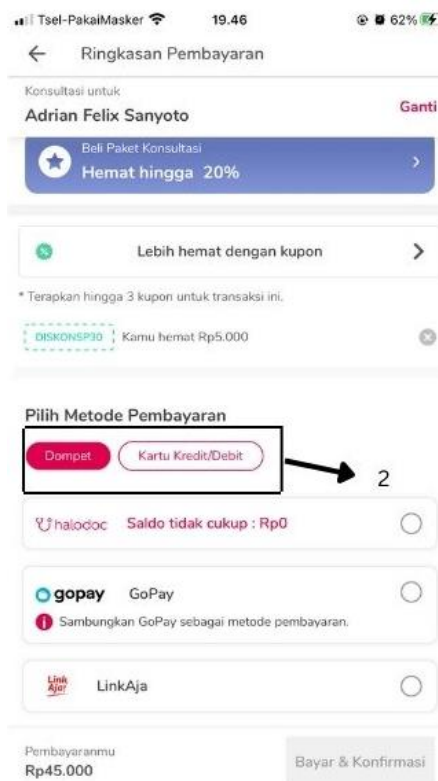 Tsel-PakaiMasker 19.46 62%
Ringkasan Pembayaran
Konsultasi untuk
Adrian Felix Sanyoto
Ganti
Beli Paket Konsultasi
Hemat hingga 20%
Lebih hemat dengan kupon
* Terapkan hingga 3 kupon untuk transaksi ini.
DISKONSP30 Kamu hemat Rp5.000
Pilih Metode Pembayaran
Dompet Kartu Kredit/Debit
2
halodoc Saldo tidak cukup : Rp0
gopay GoPay
Sambungkan GoPay sebagai metode pembayaran.
Link Aja! LinkAja
Pembayaranmu
Rp45.000
Bayar & Konfirmasi